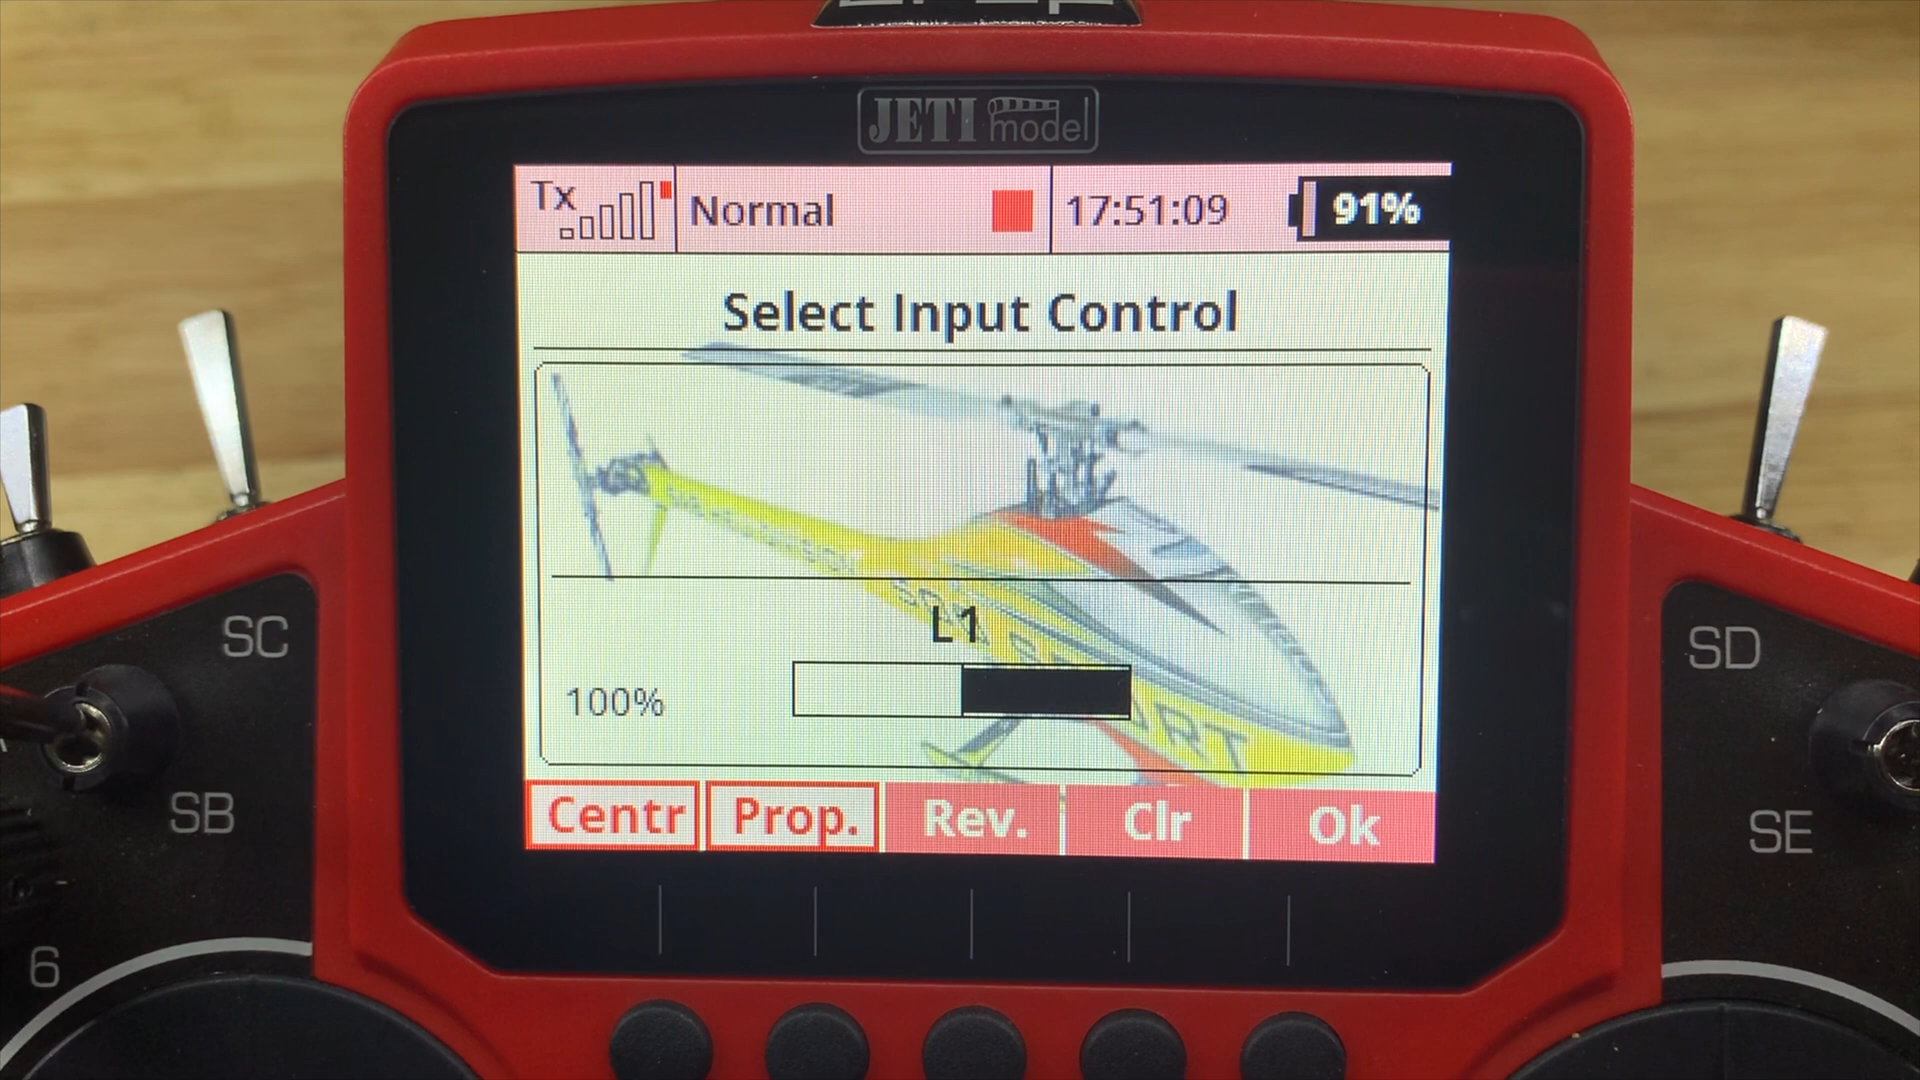 JETI model
Tx
Normal
17:51:09
91%
Select Input Control
L1
100%
Centr
Prop.
Rev.
Clr
Ok
SC
SB
6
SD
SE